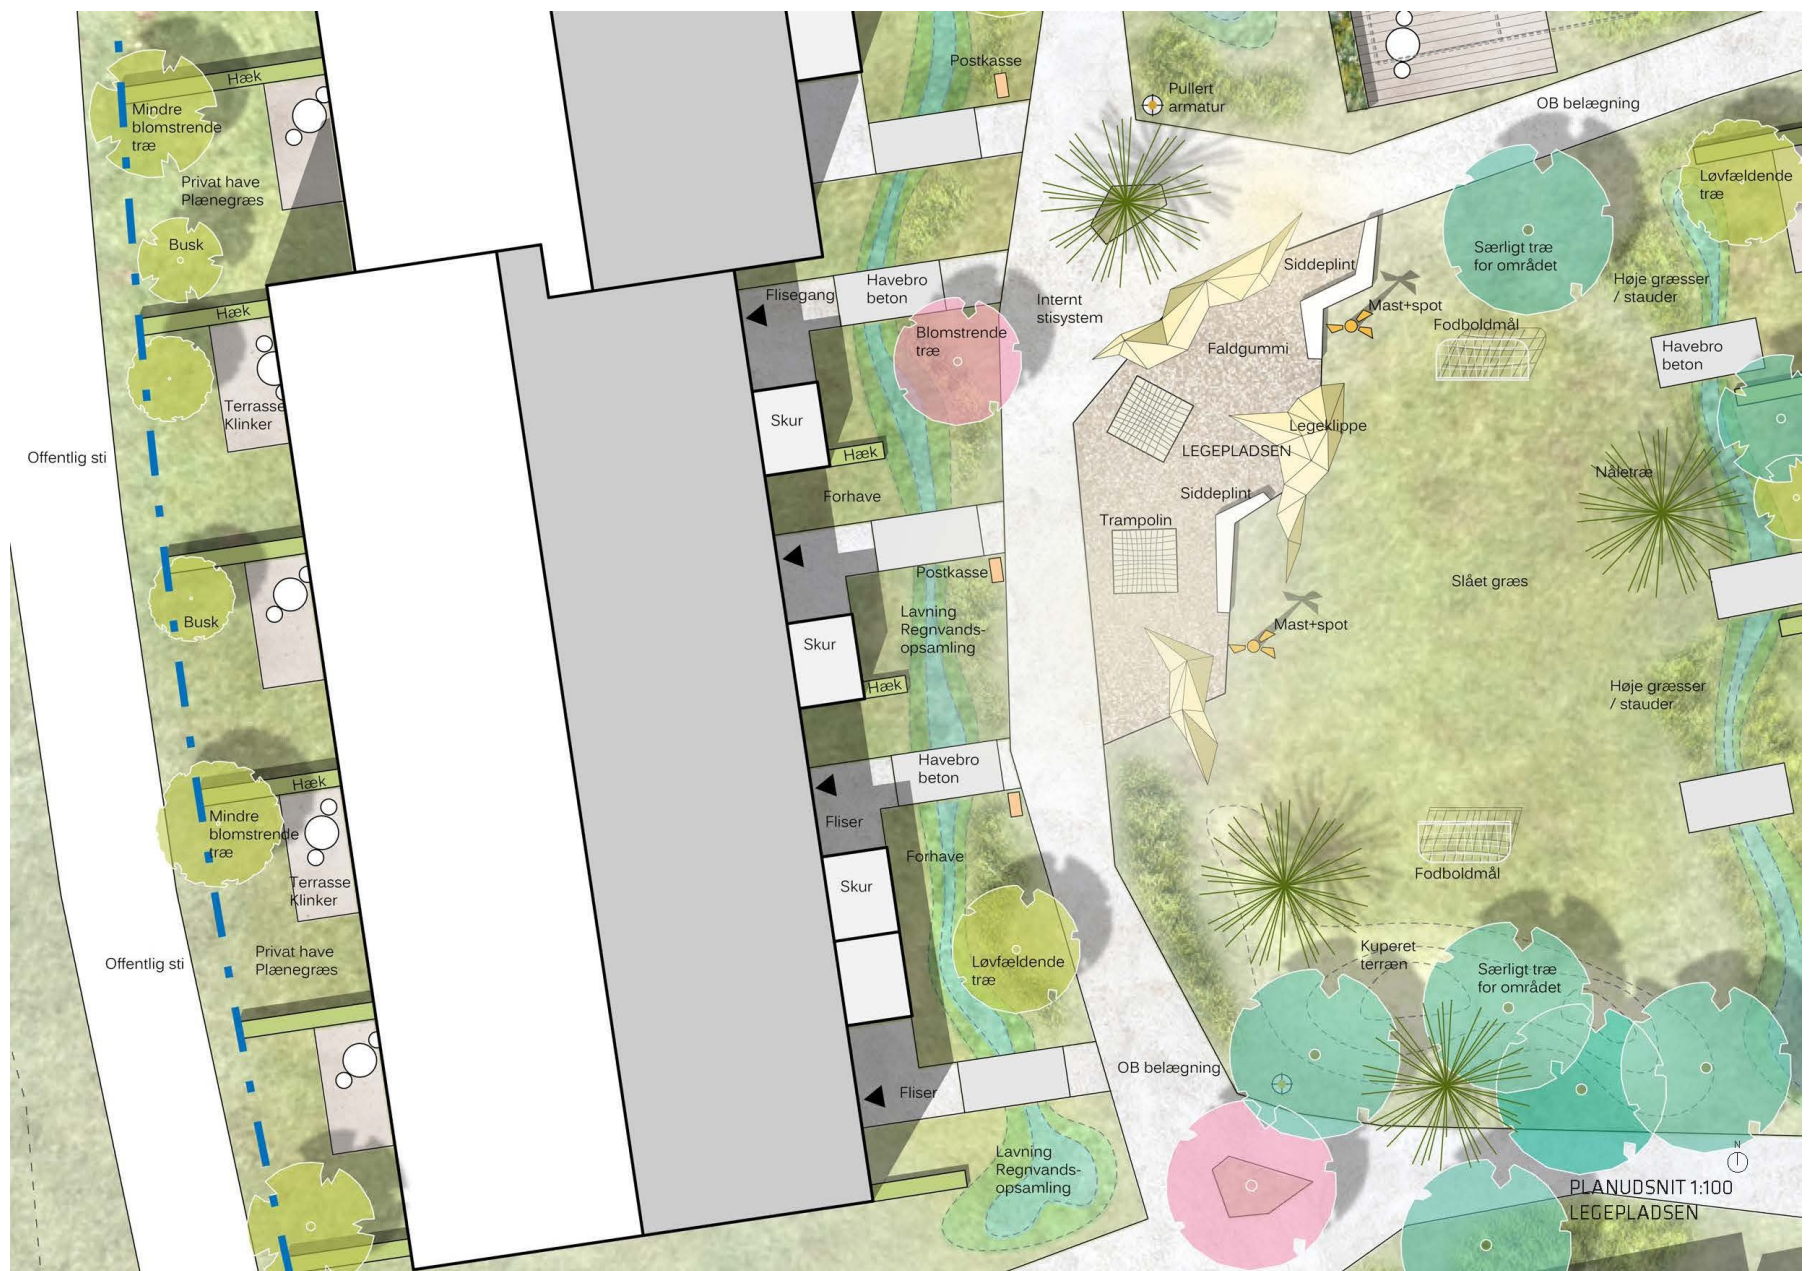 Hæk
Mindre
blomstrende
træ
Privat have
Plænegræs
Busk
Hæk
Terrasse
Klinker
Offentlig sti
Busk
Hæk
Mindre
blomstrende
træ
Terrasse
Klinker
Privat have
Plænegræs
Offentlig sti
Postkasse
Pullert
armatur
OB belægning
Løvfældende
træ
Særligt træ
for området
Høje græsser
/ stauder
Siddeplint
Mast+spot
Fodboldmål
Flisegang
Havebro
beton
Internt
stisystem
Blomstrende
træ
Faldgummi
Havebro
beton
Skur
Hæk
Forhave
Legeklippe
LEGEPLADSEN
Siddeplint
Trampolin
Nåletræ
Slået græs
Postkasse
Lavning
Regnvands-
opsamling
Skur
Hæk
Mast+spot
Høje græsser
/ stauder
Havebro
beton
Fliser
Forhave
Skur
Fodboldmål
Løvfældende
træ
Kuperet
terræn
Særligt træ
for området
OB belægning
Fliser
Lavning
Regnvands-
opsamling
N
PLANUDSNIT 1:100
LEGEPLADSEN